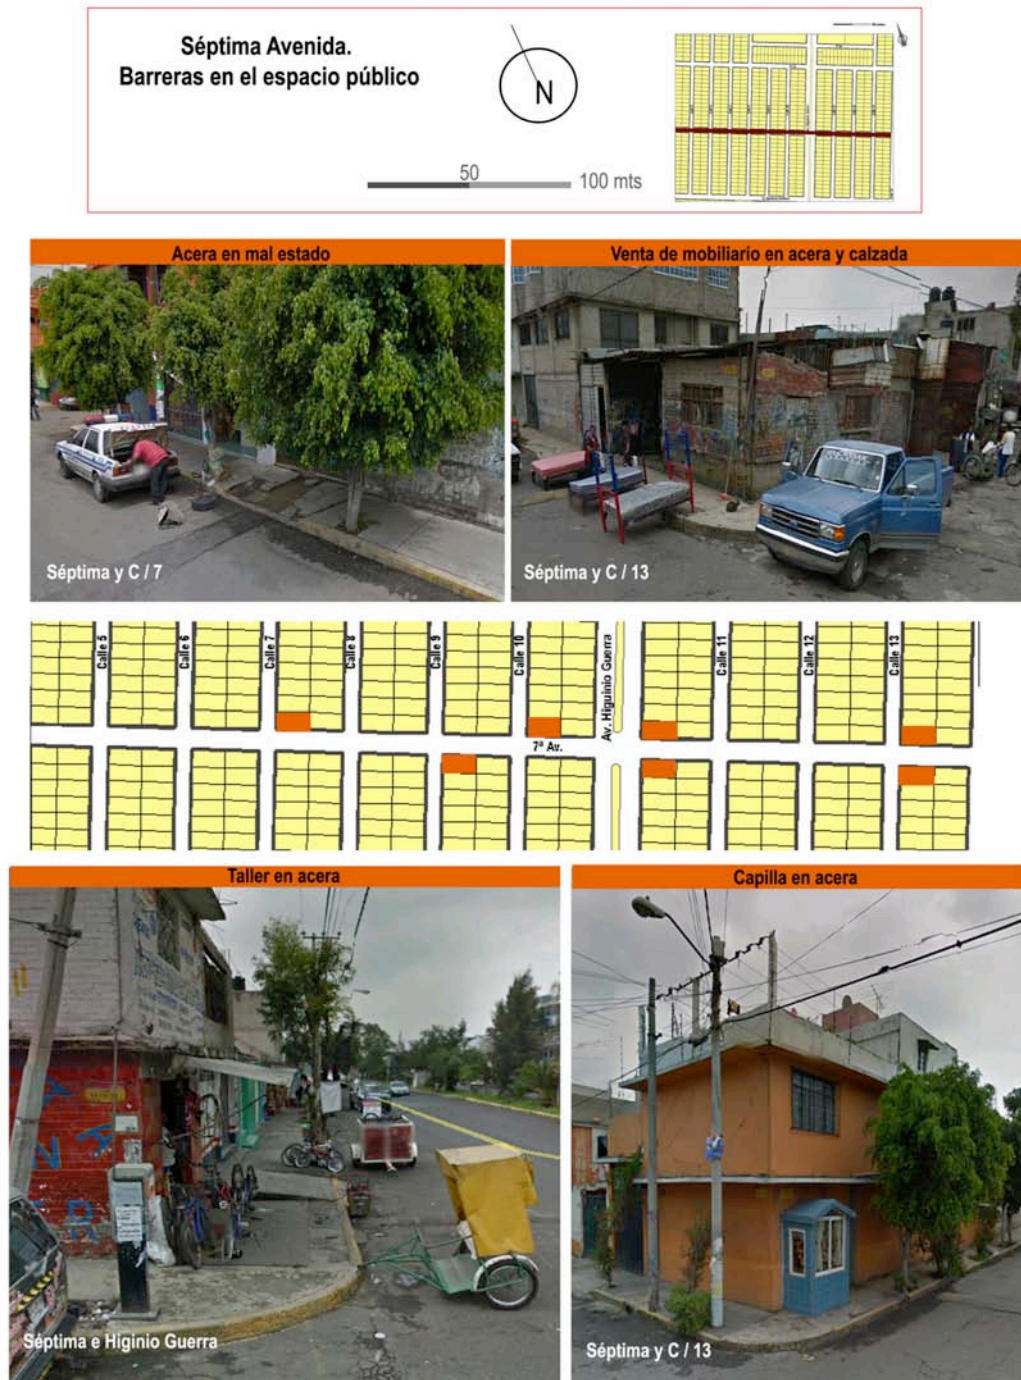 Séptima Avenida.
Barreras en el espacio público
N
50
100 mts
Acera en mal estado
Venta de mobiliario en acera y calzada
Séptima y C / 7
Séptima y C / 13
Calle 5
Calle 6
Calle 7
Calle 8
Calle 9
Calle 10
Av. Higuinio Guerra
Calle 11
Calle 12
Calle 13
7ª Av.
Taller en acera
Capilla en acera
Séptima e Higinio Guerra
Séptima y C / 13